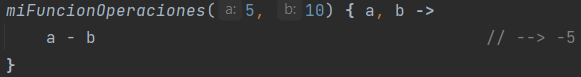 miFuncionOperaciones( a: 5, b: 10) { a, b ->
    a - b                                        // --> -5
}